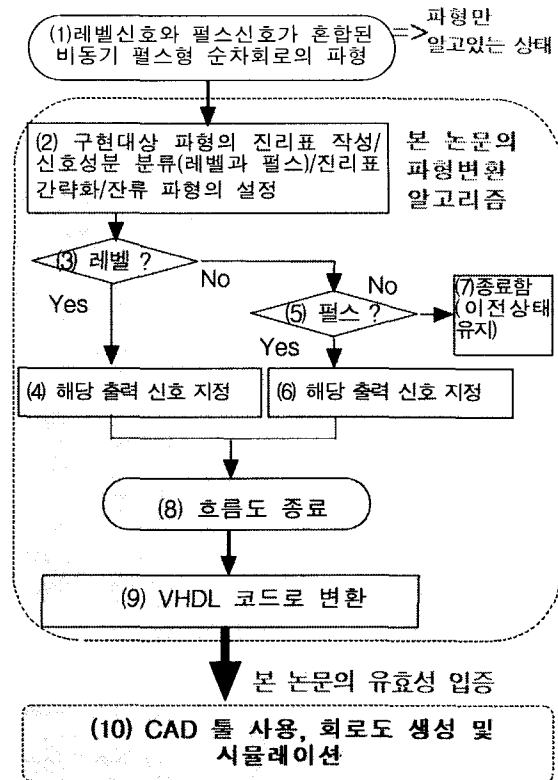 (1)레벨신호와 펄스신호가 혼합된
비동기 펄스형 순차회로의 파형
=> 파형만
알고있는 상태
(2) 구현대상 파형의 진리표 작성/
신호성분 분류(레벨과 펄스)/진리표
간략화/잔류 파형의 설정
본 논문의
파형변환
알고리즘
(3) 레벨 ?
No
Yes
(5) 펄스 ?
No
Yes
(7)종료함
(이전상태
유지)
(4) 해당 출력 신호 지정
(6) 해당 출력 신호 지정
(8) 흐름도 종료
(9) VHDL 코드로 변환
본 논문의 유효성 입증
(10) CAD 툴 사용, 회로도 생성 및
시뮬레이션